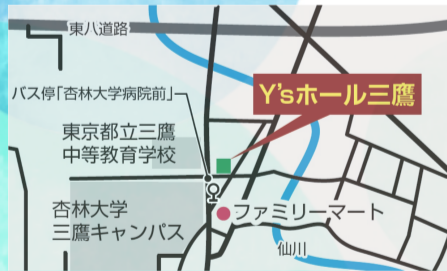 東八道路
バス停「杏林大学病院前」
Y'sホール三鷹
東京都立三鷹
中等教育学校
杏林大学
三鷹キャンパス
ファミリーマート
仙川